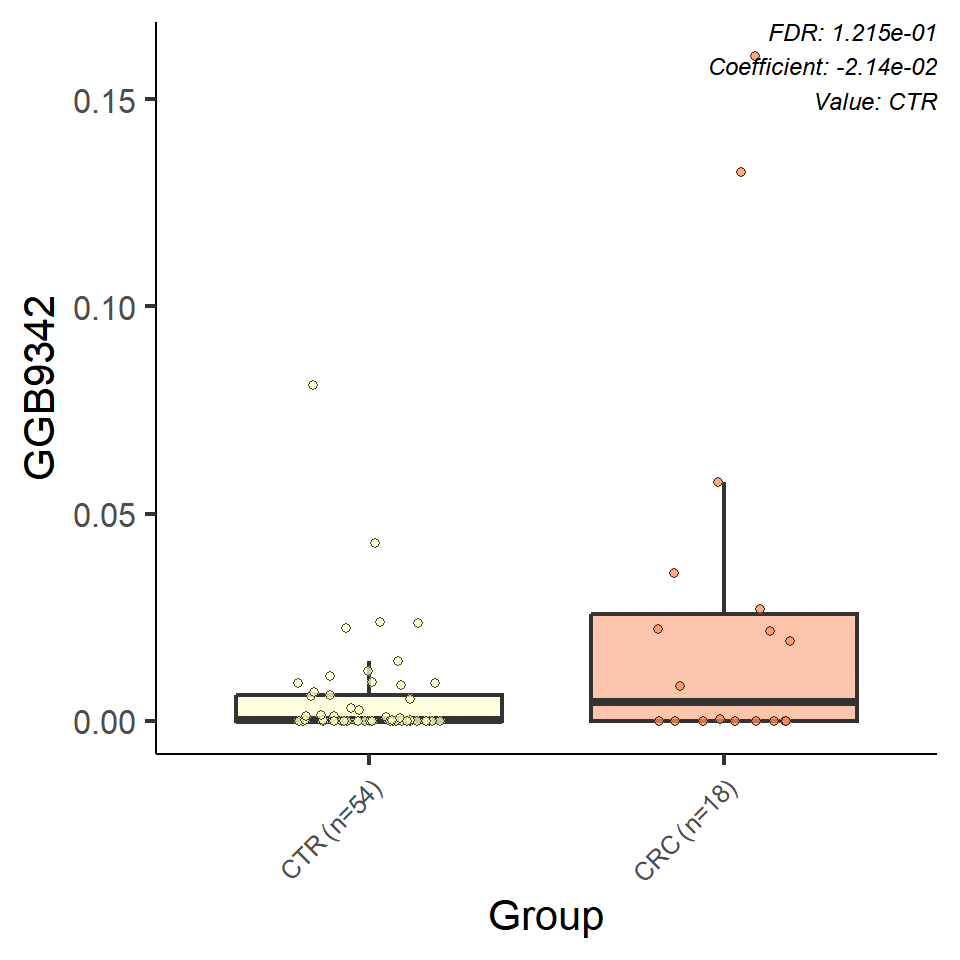 FDR: 1.215e-01
Coefficient: -2.14e-02
Value: CTR
0.15
0.10
0.05
0.00
GGB9342
CTR (n=54)
CRC (n=18)
Group